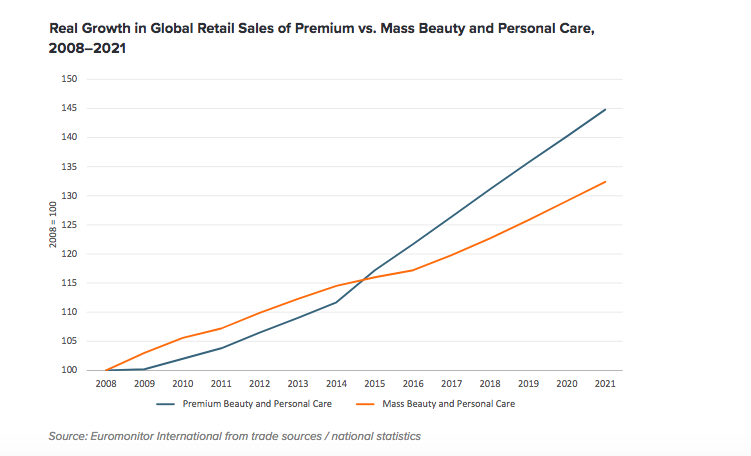 Real Growth in Global Retail Sales of Premium vs. Mass Beauty and Personal Care,
2008–2021
150
145
140
135
130
125
120
115
110
105
100
2008 = 100
2008 2009 2010 2011 2012 2013 2014 2015 2016 2017 2018 2019 2020 2021
Premium Beauty and Personal Care Mass Beauty and Personal Care
Source: Euromonitor International from trade sources / national statistics